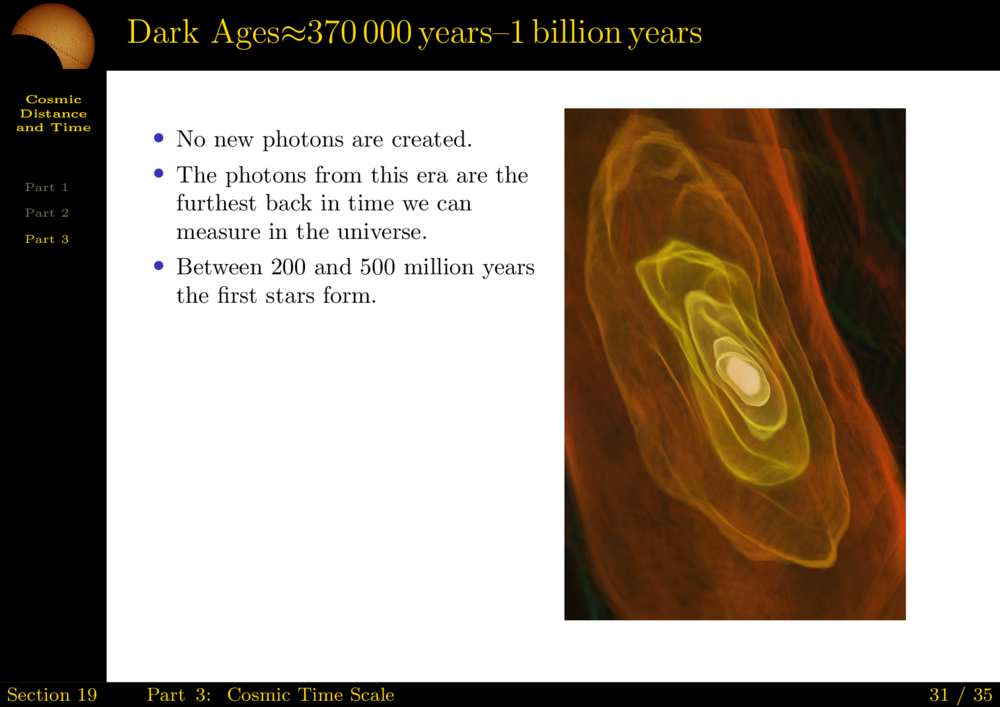 Dark Ages≈370 000 years–1 billion years
Cosmic
Distance
and Time
Part 1
Part 2
Part 3
• No new photons are created.
• The photons from this era are the
furthest back in time we can
measure in the universe.
• Between 200 and 500 million years
the first stars form.
Section 19
Part 3: Cosmic Time Scale
31 / 35